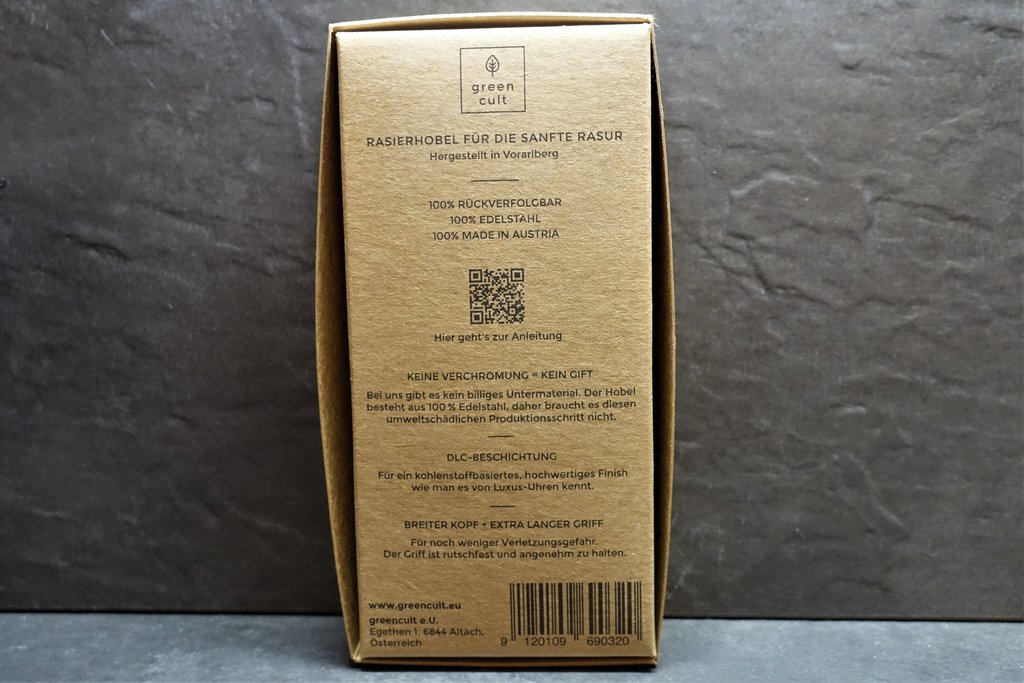 green
cult
RASIERHOBEL FÜR DIE SANFTE RASUR
Hergestellt in Vorarlberg
100% RÜCKVERFOLGBAR
100% EDELSTAHL
100% MADE IN AUSTRIA
Hier geht's zur Anleitung
KEINE VERCHROMUNG = KEIN GIFT
Bei uns gibt es kein billiges Untermaterial. Der Hobel
besteht aus 100 % Edelstahl, daher braucht es diesen
umweltschädlichen Produktionsschritt nicht.
DLC-BESCHICHTUNG
Für ein kohlenstoffbasiertes, hochwertiges Finish
wie man es von Luxus-Uhren kennt.
BREITER KOPF + EXTRA LANGER GRIFF
Für noch weniger Verletzungsgefahr.
Der Griff ist rutschfest und angenehm zu halten.
www.greencult.eu
greencult e.U.
Egethen 1, 6844 Altach,
Österreich
9 120109 690320